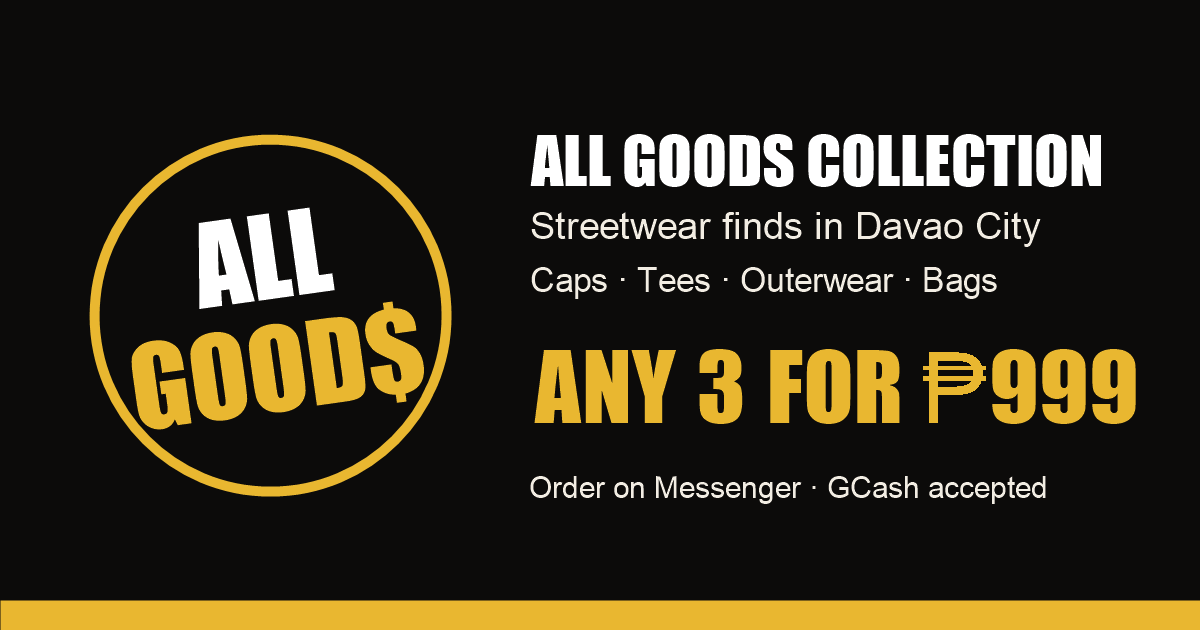 ALL
GOOD$
ALL GOODS COLLECTION
Streetwear finds in Davao City
Caps · Tees · Outerwear · Bags
ANY 3 FOR ₱999
Order on Messenger · GCash accepted